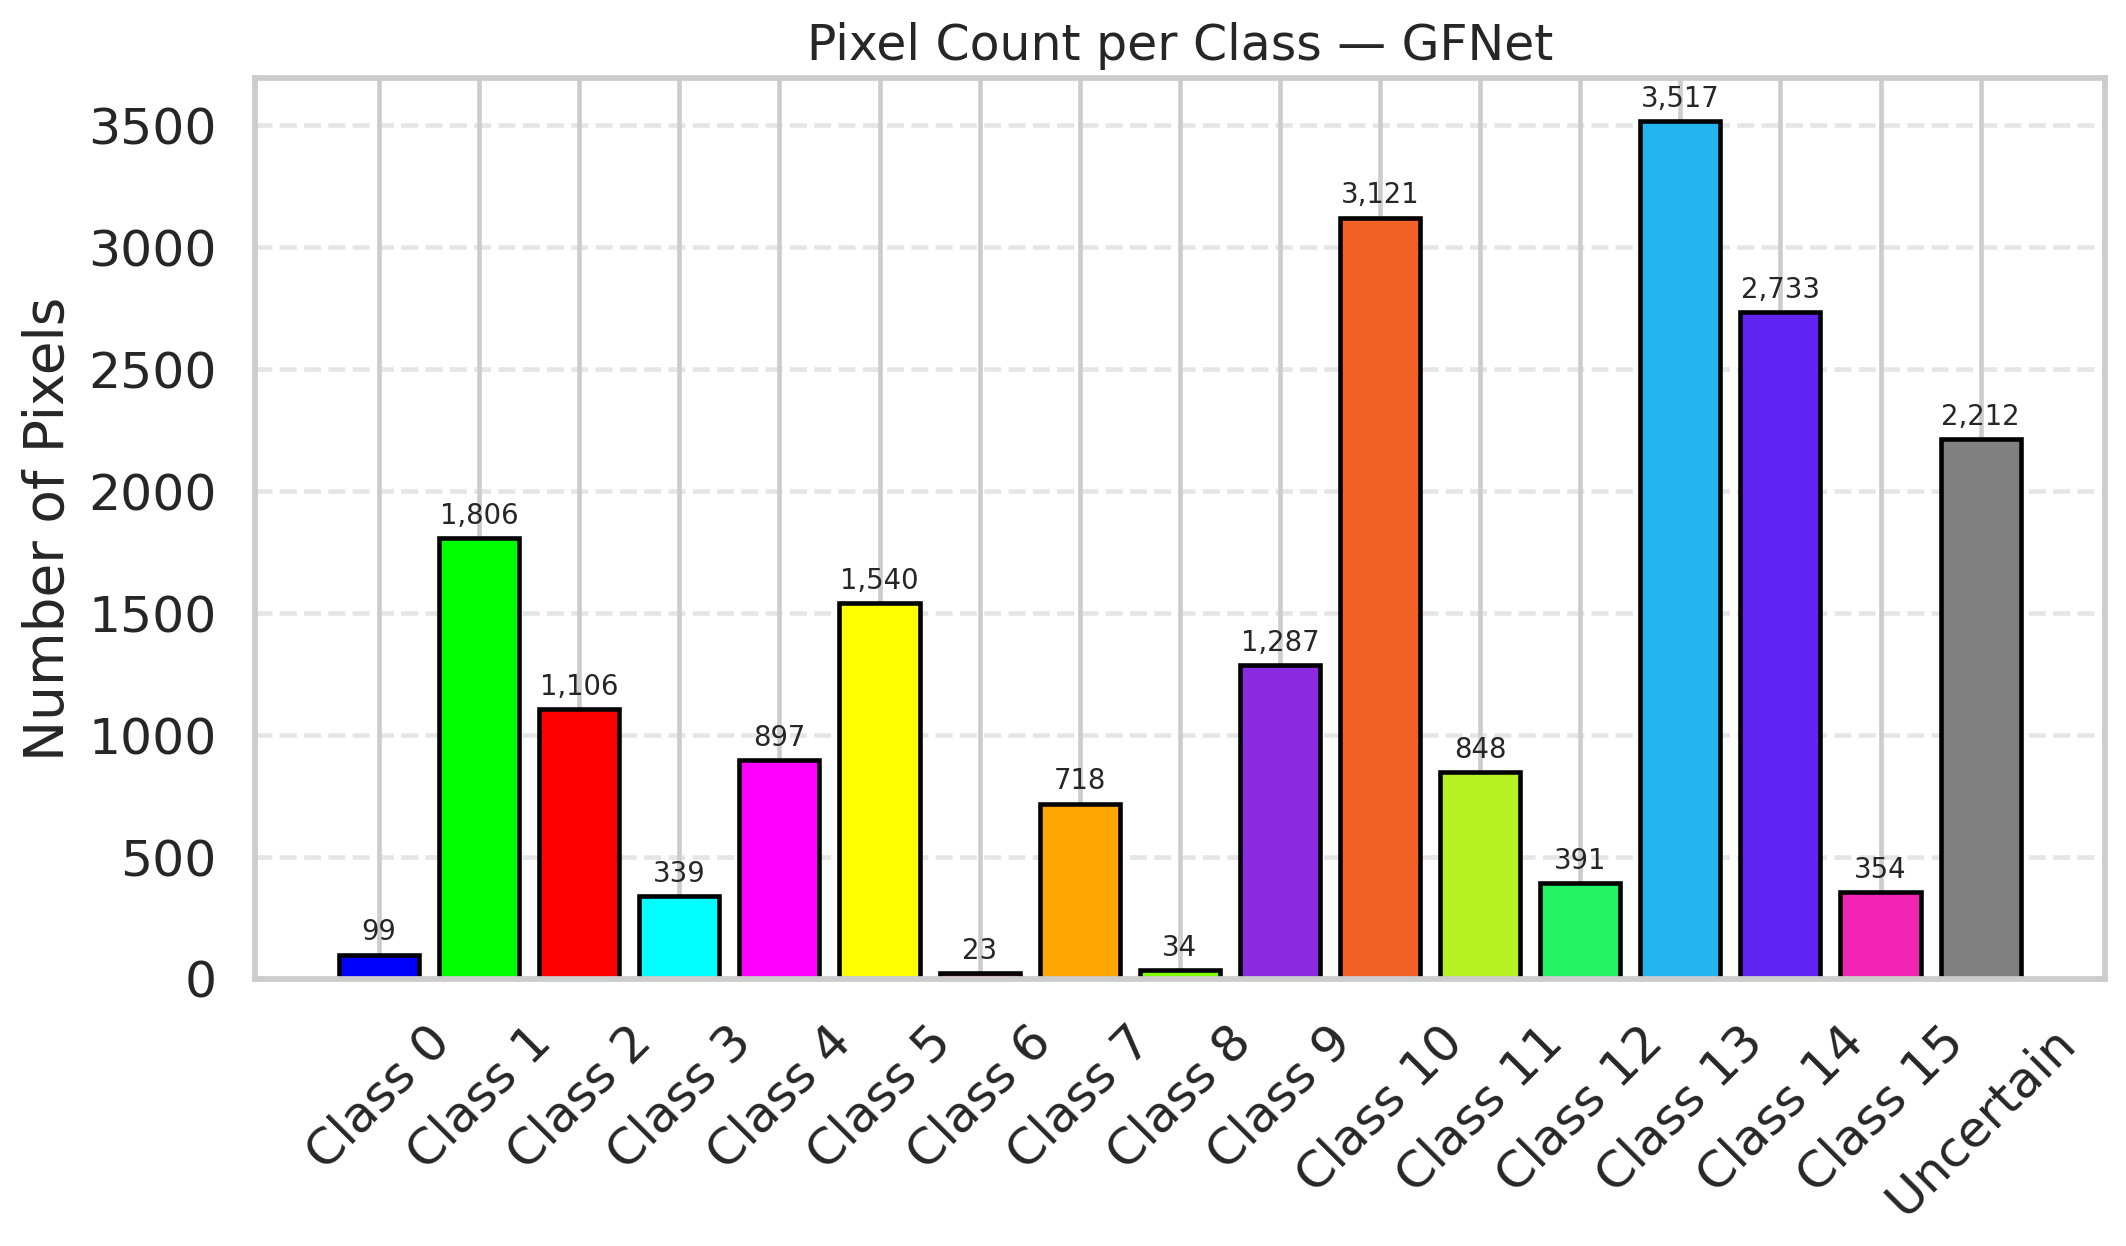 Pixel Count per Class — GFNet
Number of Pixels
3500
3000
2500
2000
1500
1000
500
0
99
1,806
1,106
339
897
1,540
23
718
34
1,287
3,121
848
391
3,517
2,733
354
2,212
Class 0
Class 1
Class 2
Class 3
Class 4
Class 5
Class 6
Class 7
Class 8
Class 9
Class 10
Class 11
Class 12
Class 13
Class 14
Class 15
Uncertain